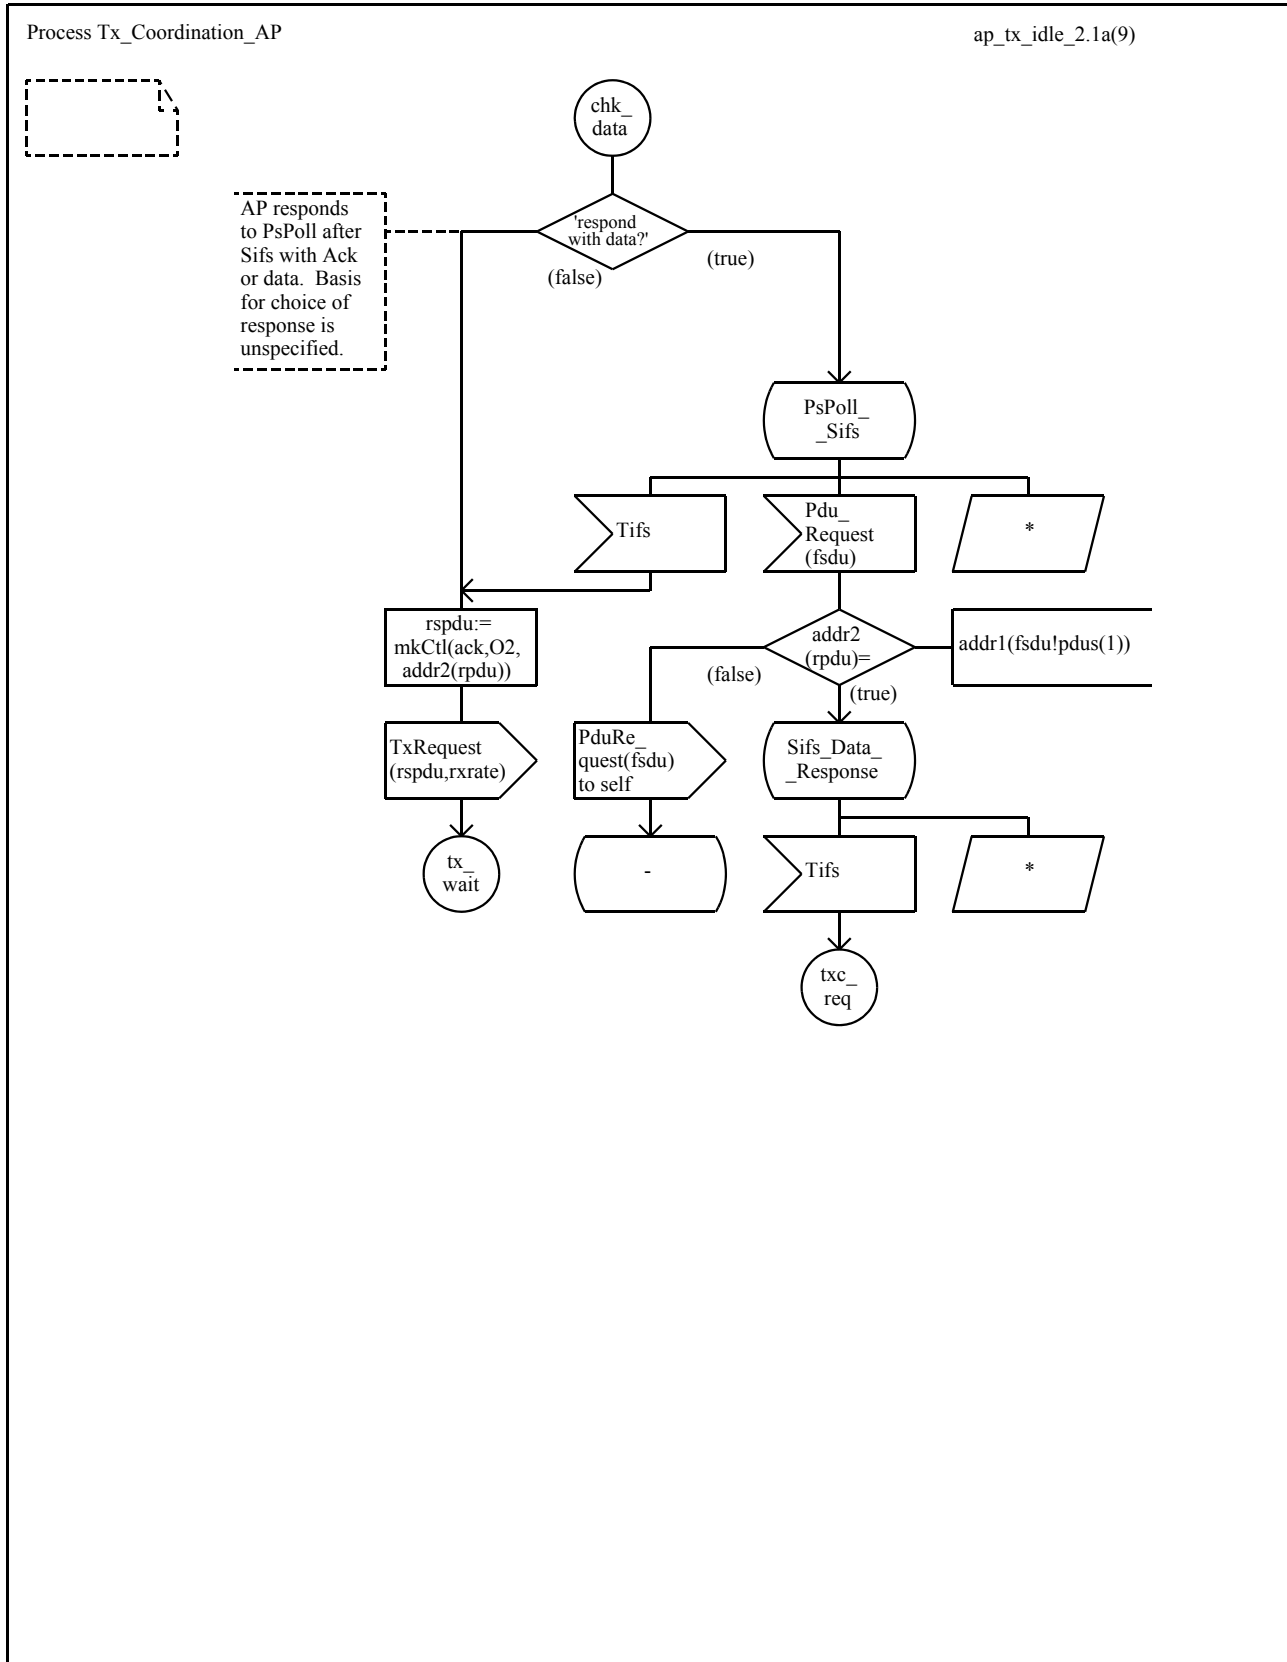 Process Tx_Coordination_AP
ap_tx_idle_2.1a(9)
chk_
data
AP responds
to PsPoll after
Sifs with Ack
or data.  Basis
for choice of
response is
unspecified.
'respond
with data?'
(false)
(true)
PsPoll_
_Sifs
Tifs
Pdu_
Request
(fsdu)
*
rspdu:=
mkCtl(ack,O2,
addr2(rpdu))
addr2
(rpdu)=
addr1(fsdu!pdus(1))
(false)
(true)
TxRequest
(rspdu,rxrate)
PduRe_
quest(fsdu)
to self
Sifs_Data_
_Response
tx_
wait
-
Tifs
*
txc_
req